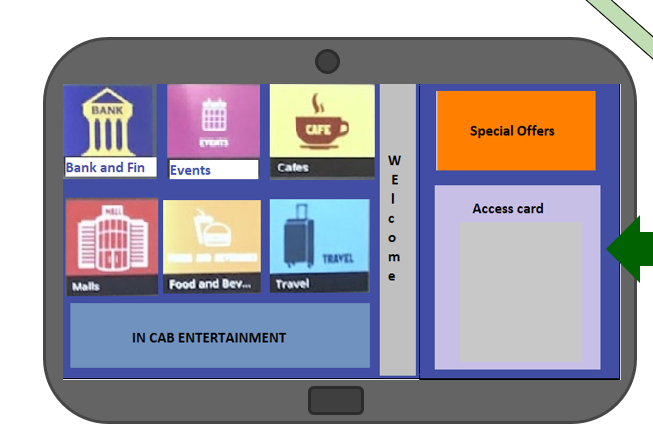 BANK
Bank and Fin
EVENTS
Events
CAFE
Cafes
MALL
Malls
FOOD AND BEVERAGES
Food and Bev...
TRAVEL
Travel
IN CAB ENTERTAINMENT
W
E
l
c
o
m
e
Special Offers
Access card